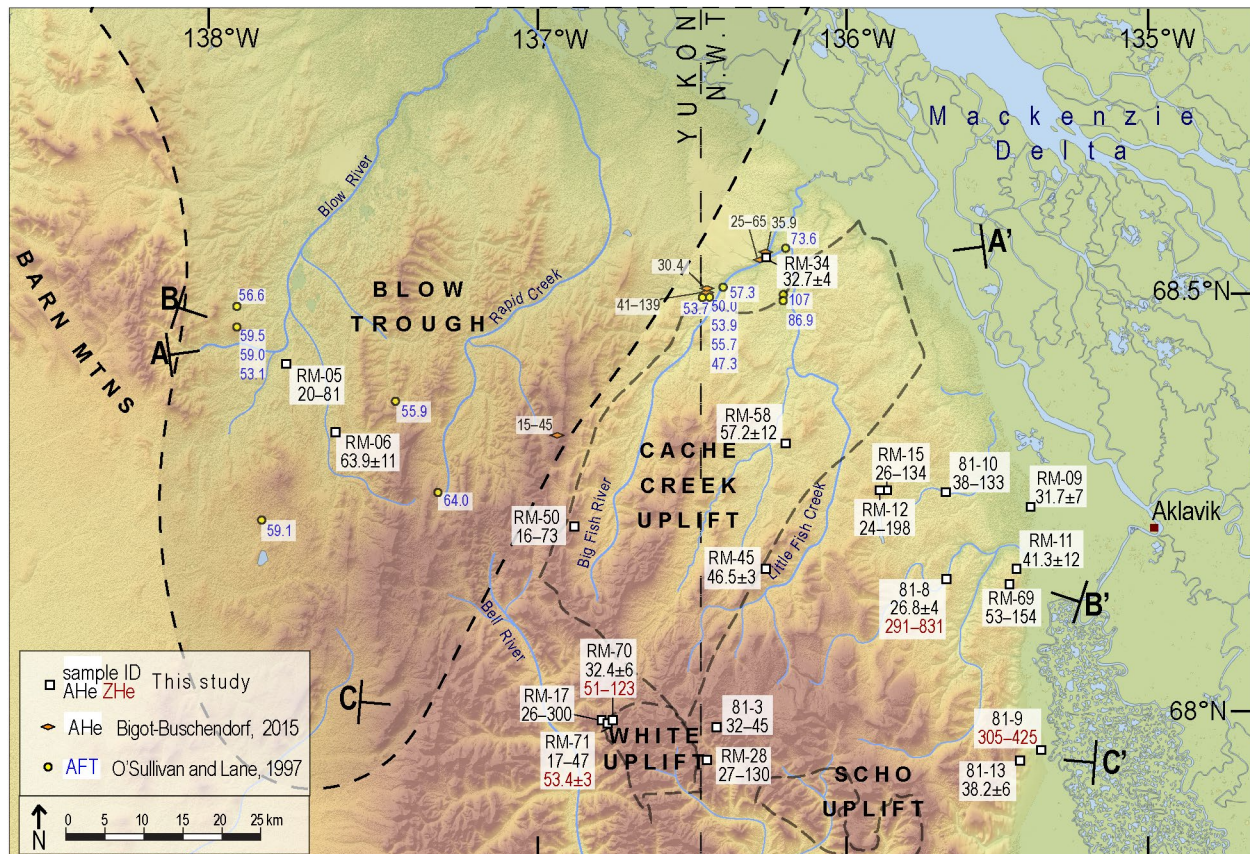 138°W
137°W
136°W
135°W
YUKON
N.W.T
Mackenzie
Delta
Blow River
25–65
35.9
73.6
A'
RM-34
32.7±4
30.4
BLOW
TROUGH
Rapid Creek
BARN MTNS
B
56.6
41–139
53.7
50.0
57.3
107
68.5°N
53.9
86.9
55.7
47.3
59.5
59.0
53.1
A
RM-05
20–81
55.9
15–45
RM-06
63.9±11
RM-58
57.2±12
CACHE
CREEK
UPLIFT
RM-15
26–134
81-10
38–133
RM-09
31.7±7
64.0
RM-12
24–198
Aklavik
59.1
RM-50
16–73
Big Fish River
Little Fish Creek
RM-45
46.5±3
RM-11
41.3±12
81-8
26.8±4
291–831
RM-69
53–154
B'
Bell River
RM-70
32.4±6
51–123
C
RM-17
26–300
81-3
32–45
68°N
RM-71
17–47
53.4±3
WHITE
UPLIFT
RM-28
27–130
81-9
305–425
SCHO
UPLIFT
81-13
38.2±6
C'
sample ID
AHe ZHe This study
AHe Bigot-Buschendorf, 2015
AFT O'Sullivan and Lane, 1997
N
0 5 10 15 20 25 km